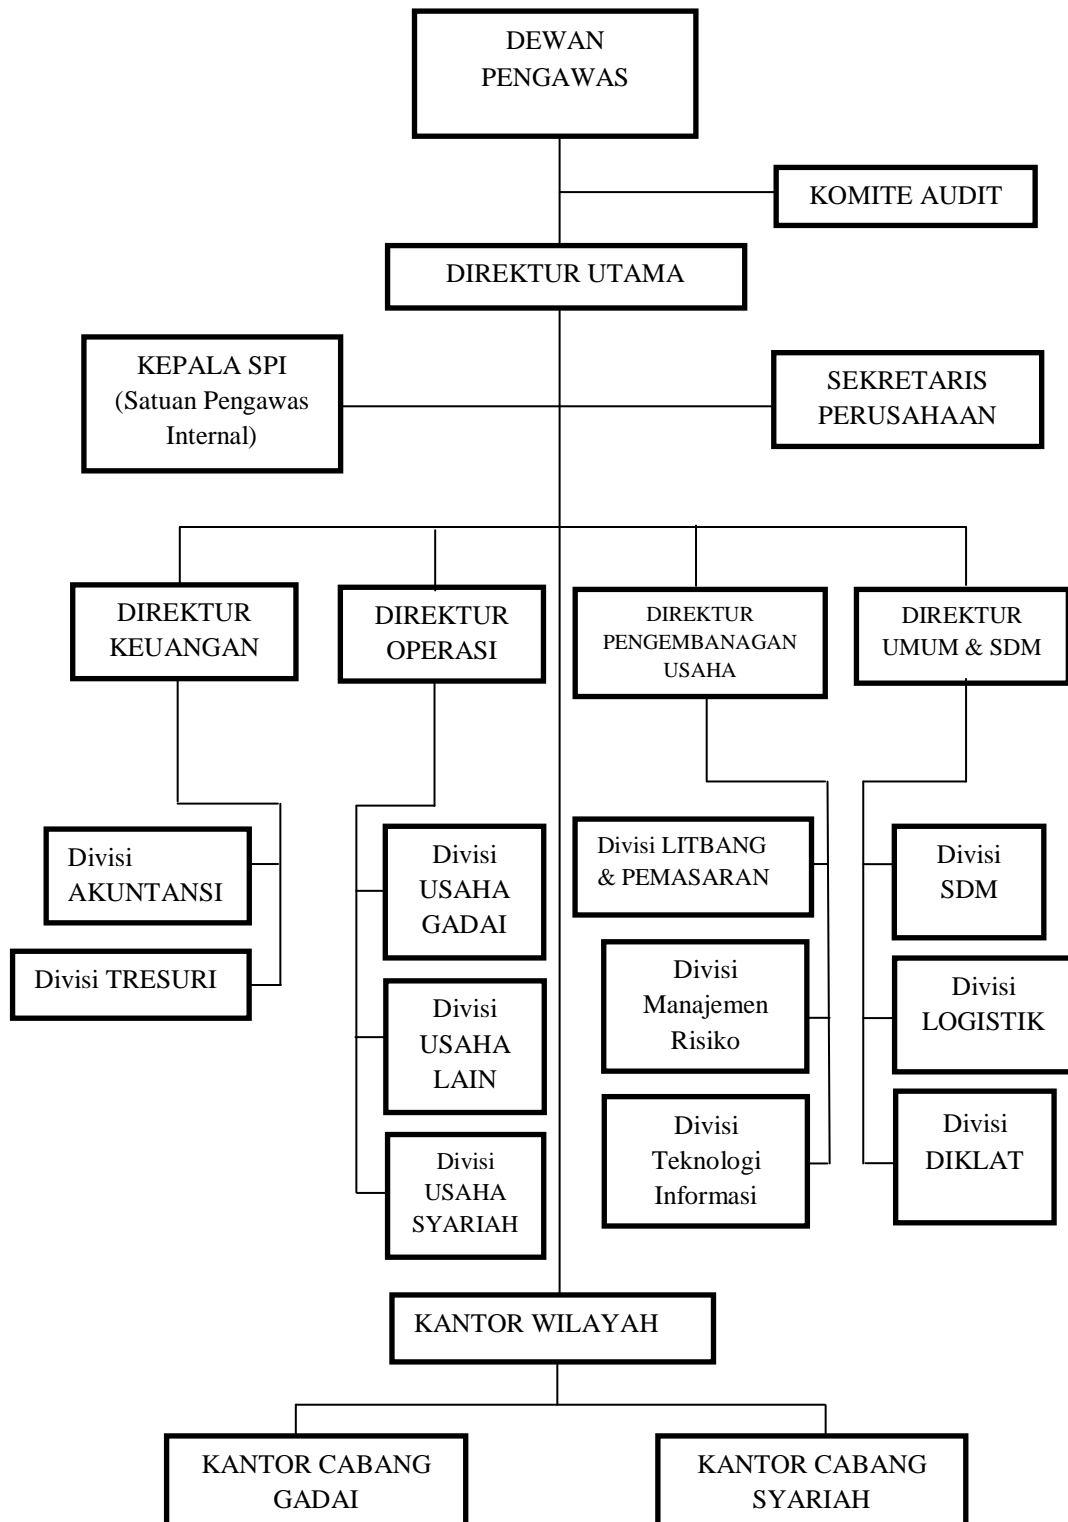 DEWAN
PENGAWAS
KOMITE AUDIT
DIREKTUR UTAMA
KEPALA SPI
(Satuan Pengawas
Internal)
SEKRETARIS
PERUSAHAAN
DIREKTUR
KEUANGAN
DIREKTUR
OPERASI
DIREKTUR
PENGEMBANAGAN
USAHA
DIREKTUR
UMUM & SDM
Divisi
AKUNTANSI
Divisi TRESURI
Divisi
USAHA
GADAI
Divisi
USAHA
LAIN
Divisi
USAHA
SYARIAH
Divisi LITBANG
& PEMASARAN
Divisi
Manajemen
Risiko
Divisi
Teknologi
Informasi
Divisi
SDM
Divisi
LOGISTIK
Divisi
DIKLAT
KANTOR WILAYAH
KANTOR CABANG
GADAI
KANTOR CABANG
SYARIAH